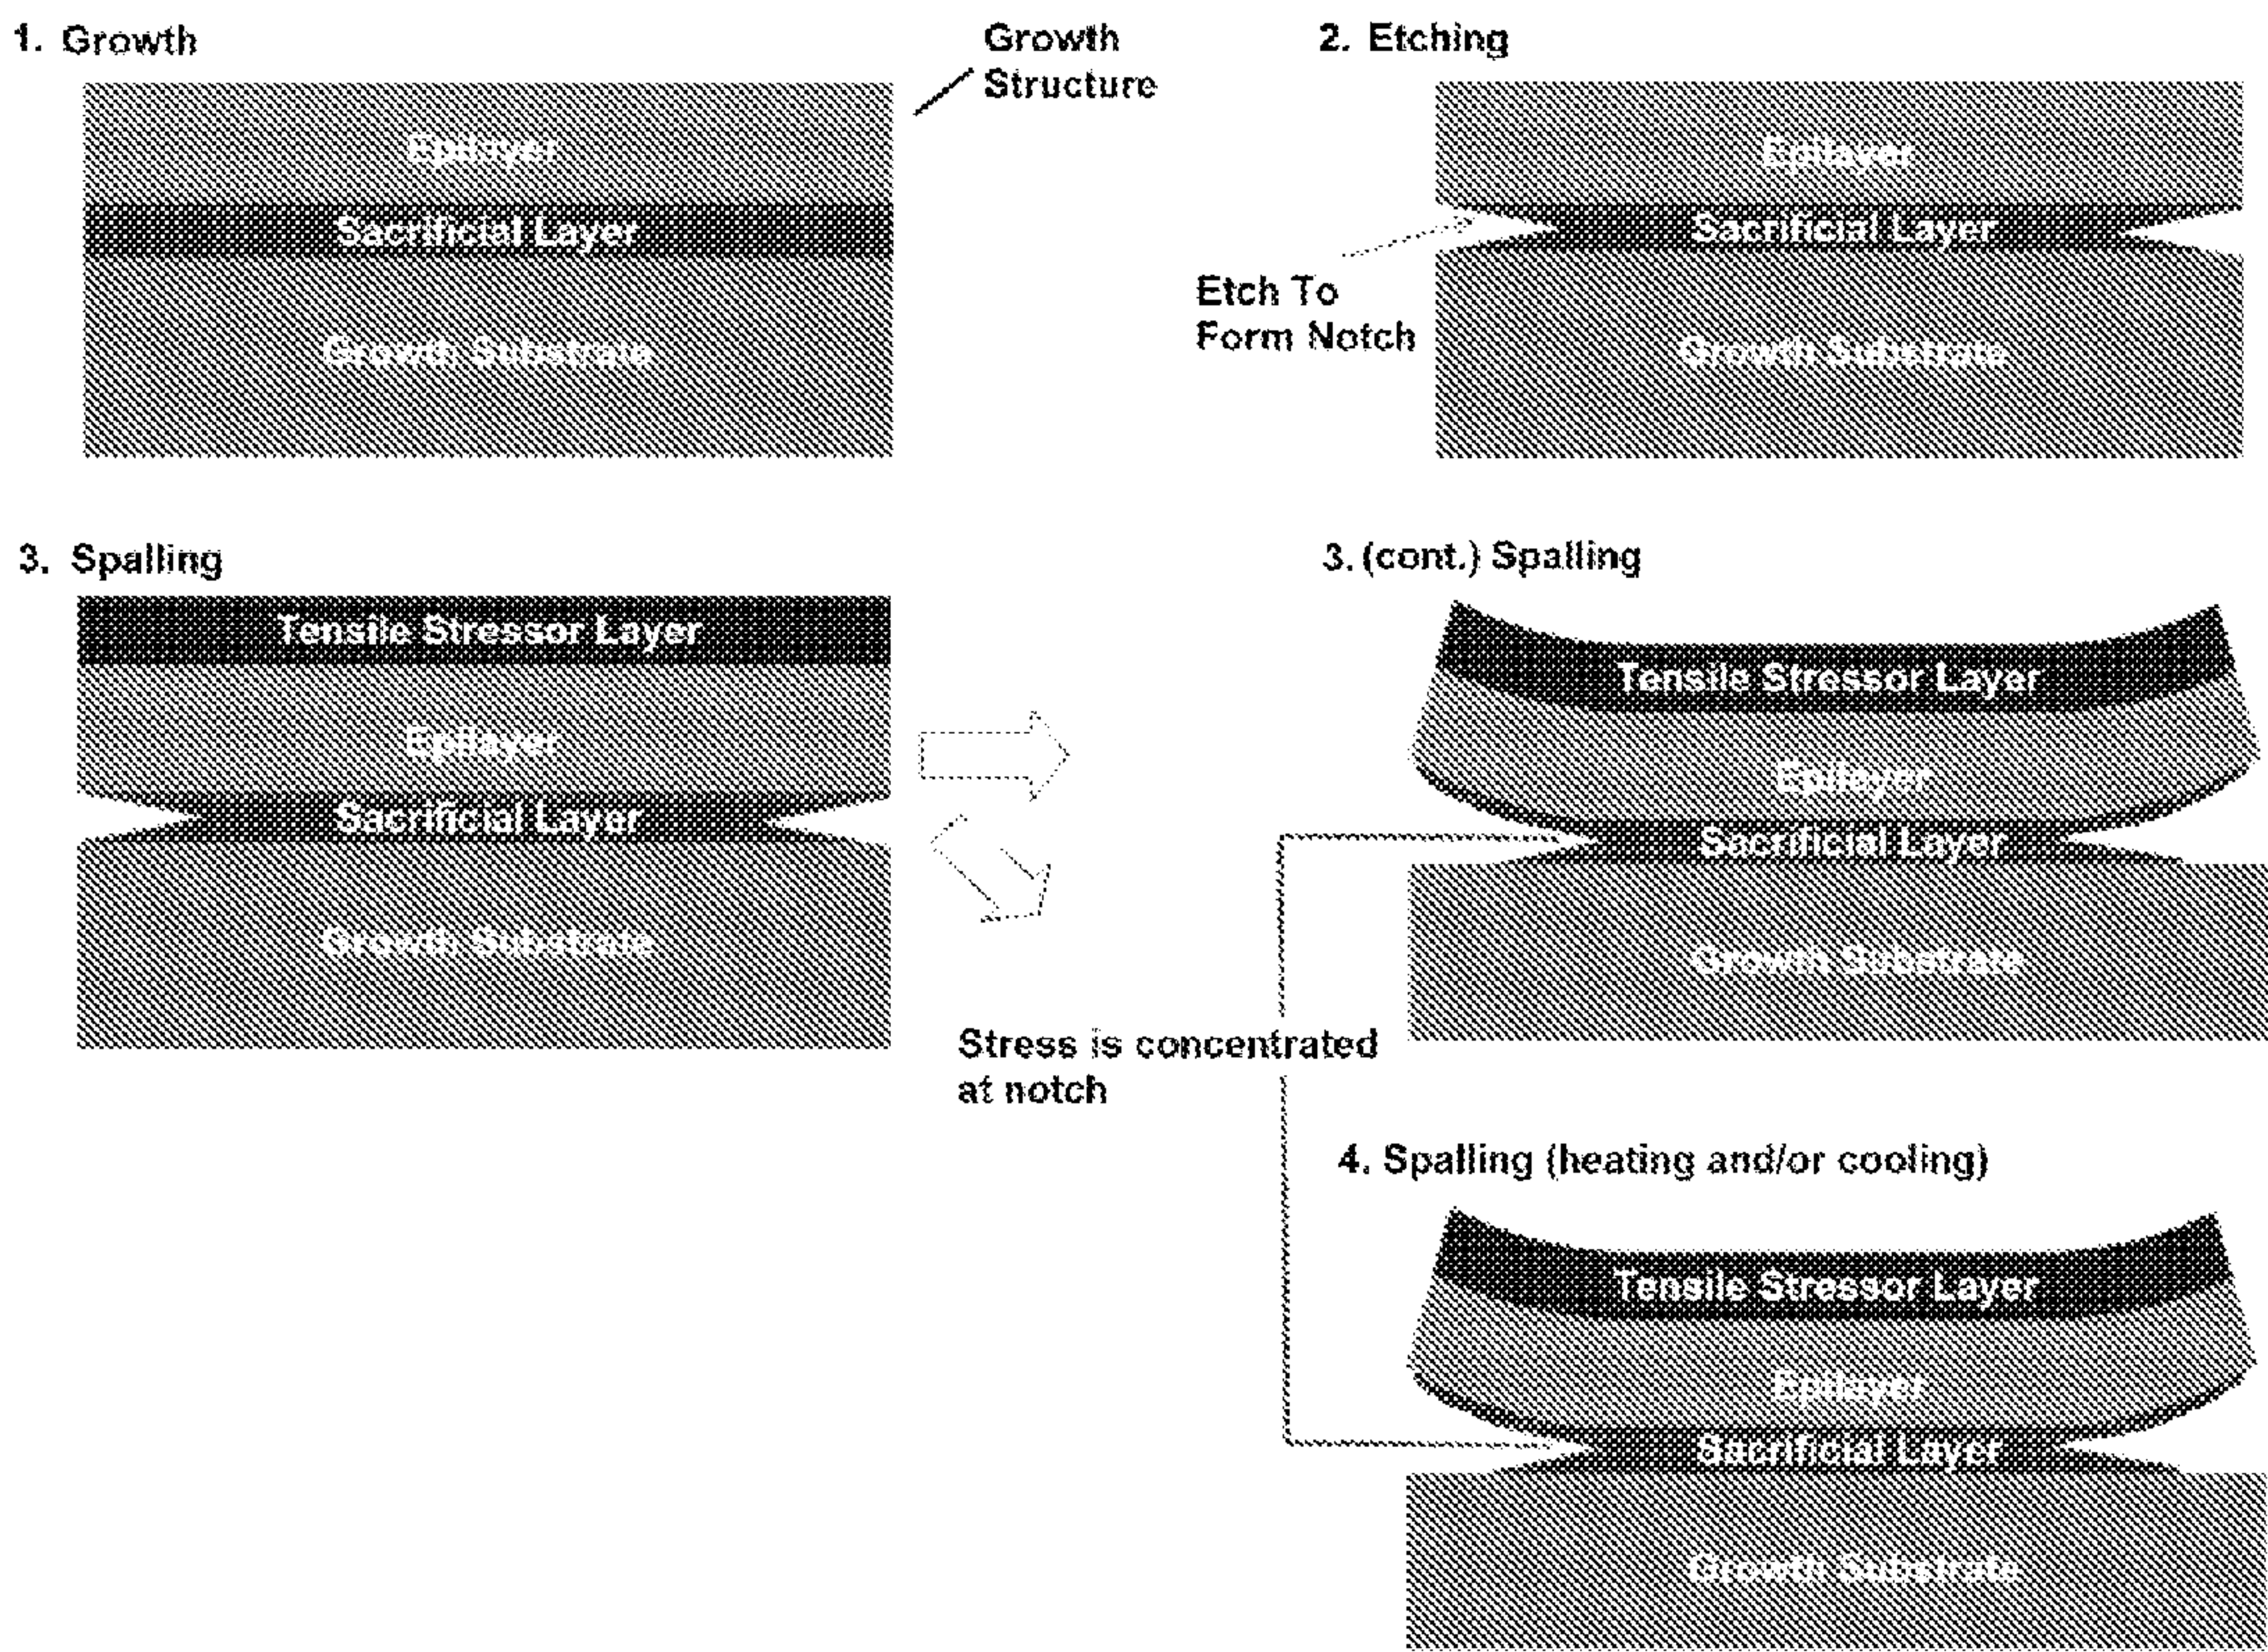 1. Growth
Growth
Structure
Epilayer
Sacrificial Layer
Growth Substrate
2. Etching
Epilayer
Sacrificial Layer
Etch To
Form Notch
Growth Substrate
3. Spalling
Tensile Stressor Layer
Epilayer
Sacrificial Layer
Growth Substrate
3. (cont.) Spalling
Tensile Stressor Layer
Epilayer
Sacrificial Layer
Growth Substrate
Stress is concentrated
at notch
4. Spalling (heating and/or cooling)
Tensile Stressor Layer
Epilayer
Sacrificial Layer
Growth Substrate